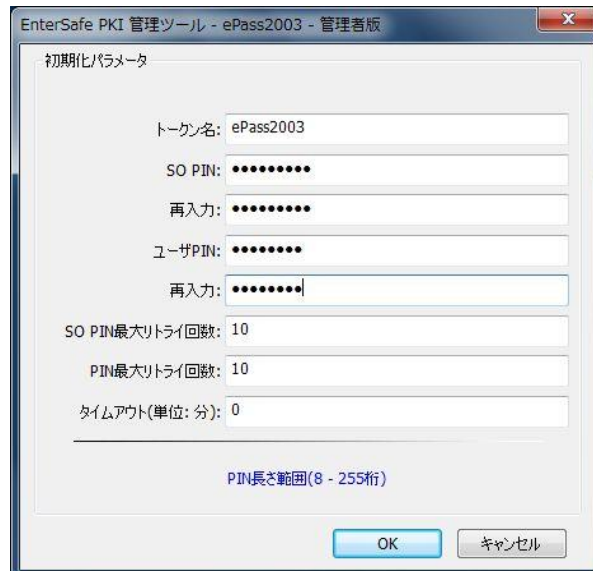 EnterSafe PKI 管理ツール - ePass2003 - 管理者版
初期化パラメータ
トークン名: ePass2003
SO PIN: ●●●●●●●●●
再入力: ●●●●●●●●●
ユーザPIN: ●●●●●●●●
再入力: ●●●●●●●●
SO PIN最大リトライ回数: 10
PIN最大リトライ回数: 10
タイムアウト(単位: 分): 0
PIN長さ範囲(8 - 255桁)
OK キャンセル